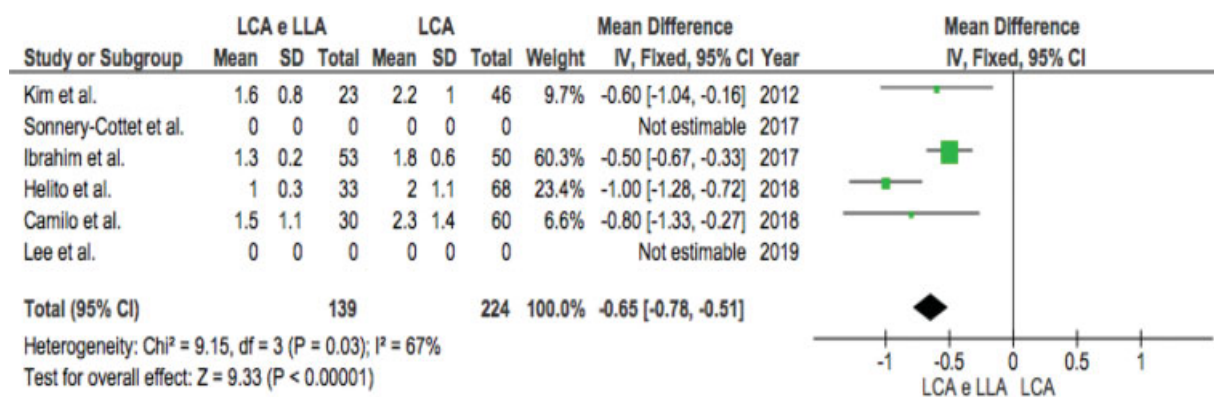 LCA e LLA LCA Mean Difference Mean Difference
Study or Subgroup Mean SD Total Mean SD Total Weight IV, Fixed, 95% CI Year IV, Fixed, 95% CI
Kim et al. 1.6 0.8 23 2.2 1 46 9.7% -0.60 [-1.04, -0.16] 2012
Sonnery-Cottet et al. 0 0 0 0 0 0 Not estimable 2017
Ibrahim et al. 1.3 0.2 53 1.8 0.6 50 60.3% -0.50 [-0.67, -0.33] 2017
Helito et al. 1 0.3 33 2 1.1 68 23.4% -1.00 [-1.28, -0.72] 2018
Camilo et al. 1.5 1.1 30 2.3 1.4 60 6.6% -0.80 [-1.33, -0.27] 2018
Lee et al. 0 0 0 0 0 0 Not estimable 2019
Total (95% CI) 139 224 100.0% -0.65 [-0.78, -0.51]
Heterogeneity: Chi² = 9.15, df = 3 (P = 0.03); I² = 67%
Test for overall effect: Z = 9.33 (P < 0.00001)
-1 -0.5 0 0.5 1
LCA e LLA LCA